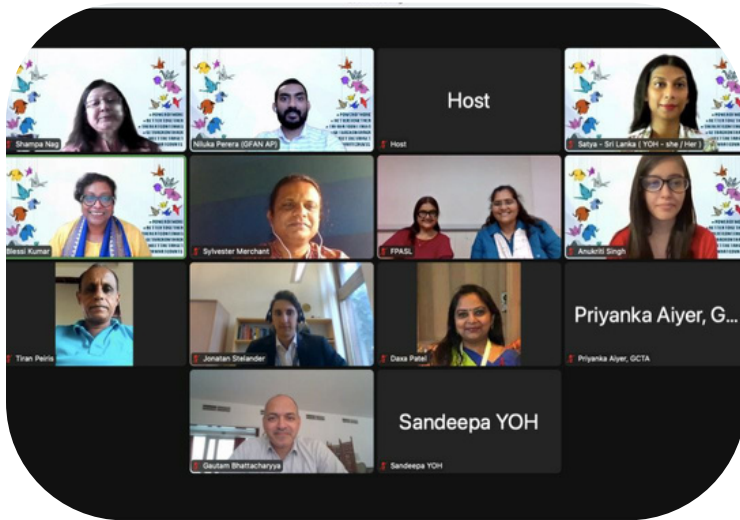 Host
Shampa Nag
Niluka Perera (GFAN AP)
Host
Satya - Sri Lanka ( YOH - she / Her )
Blessi Kumar
Sylvester Merchant
FPASL
Anukriti Singh
Priyanka Aiyer, G...
Tiran Peiris
Jonatan Stelander
Daxa Patel
Priyanka Aiyer, GCTA
Sandeepa YOH
Gautam Bhattacharyya
Sandeepa YOH